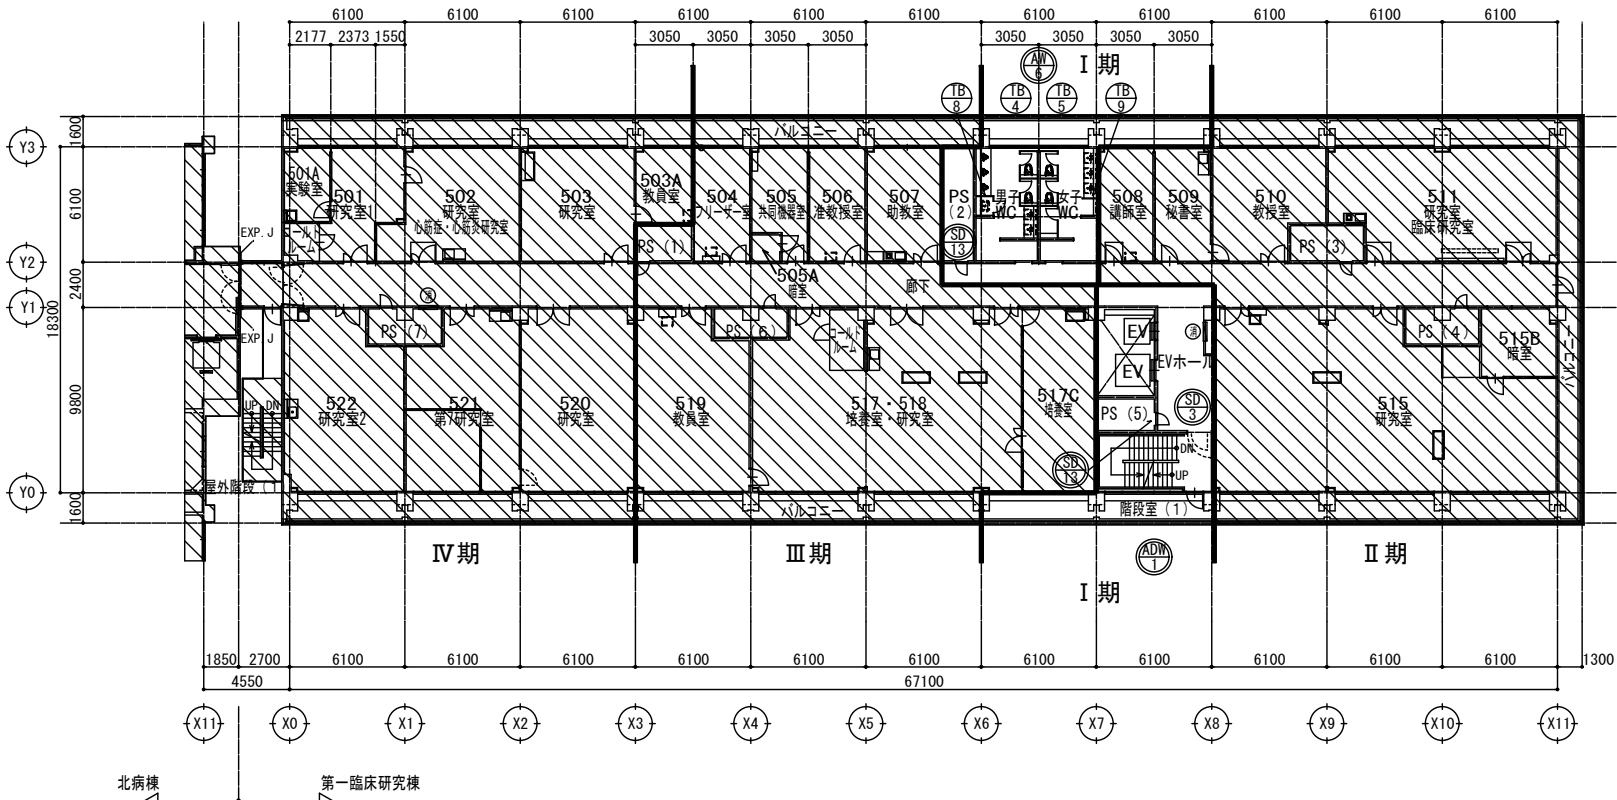 6100 6100 6100 6100 6100 6100 6100 6100 6100 6100 6100
2177 2373 1550 3050 3050 3050 3050 3050 3050 3050 3050
AW
6
Ⅰ期
TB
8
TB
4
TB
5
TB
9
1600
バルコニー
Y3
501A
実験室
501
研究室1
502
研究室
心筋症・心筋炎研究室
503
研究室
503A
教員室
504
フリーザー室
505
共同機器室
506
准教授室
507
助教室
PS
(2)
男子
WC
女子
WC
508
講師室
509
秘書室
510
教授室
511
研究室
臨床研究室
6100
コールド
ルーム
EXP.J
PS(1)
SD
13
PS(3)
Y2
505A
暗室
廊下
2400
消
Y1
18300
EXP.J
PS(7)
PS(6)
コールド
ルーム
EV
EV
消
EVホール
PS(4)
515B
暗室
バルコニー
9800
UP DN
522
研究室2
521
第7研究室
520
研究室
519
教員室
517・518
培養室・研究室
517C
培養室
PS(5)
SD
3
515
研究室
DN
UP
SD
13
Y0
屋外階段(1)
1600
バルコニー
階段室(1)
Ⅳ期
Ⅲ期
ADW
1
Ⅱ期
Ⅰ期
1850 2700 6100 6100 6100 6100 6100 6100 6100 6100 6100 6100 6100 1300
4550 67100
X11 X0 X1 X2 X3 X4 X5 X6 X7 X8 X9 X10 X11
北病棟 第一臨床研究棟